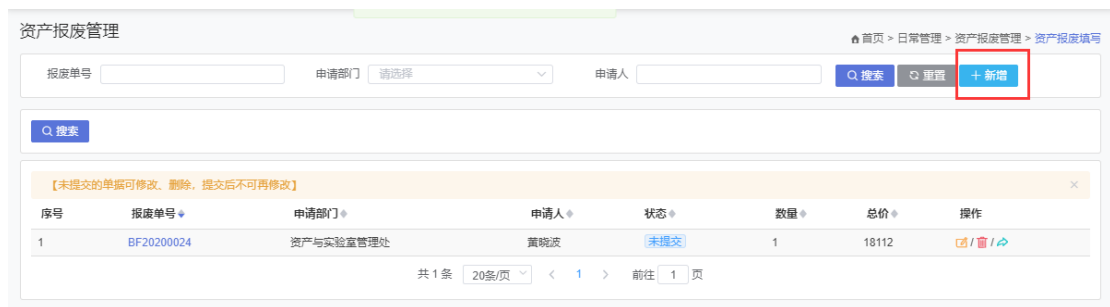 资产报废管理
首页 > 日常管理 > 资产报废管理 > 资产报废填写
报废单号 申请部门 请选择 申请人 搜索 重置 + 新增
搜索
【未提交的单据可修改、删除，提交后不可再修改】
序号 报废单号 申请部门 申请人 状态 数量 总价 操作
1 BF20200024 资产与实验室管理处 黄晓波 未提交 1 18112 / /
共 1 条 20条/页 < 1 > 前往 1 页